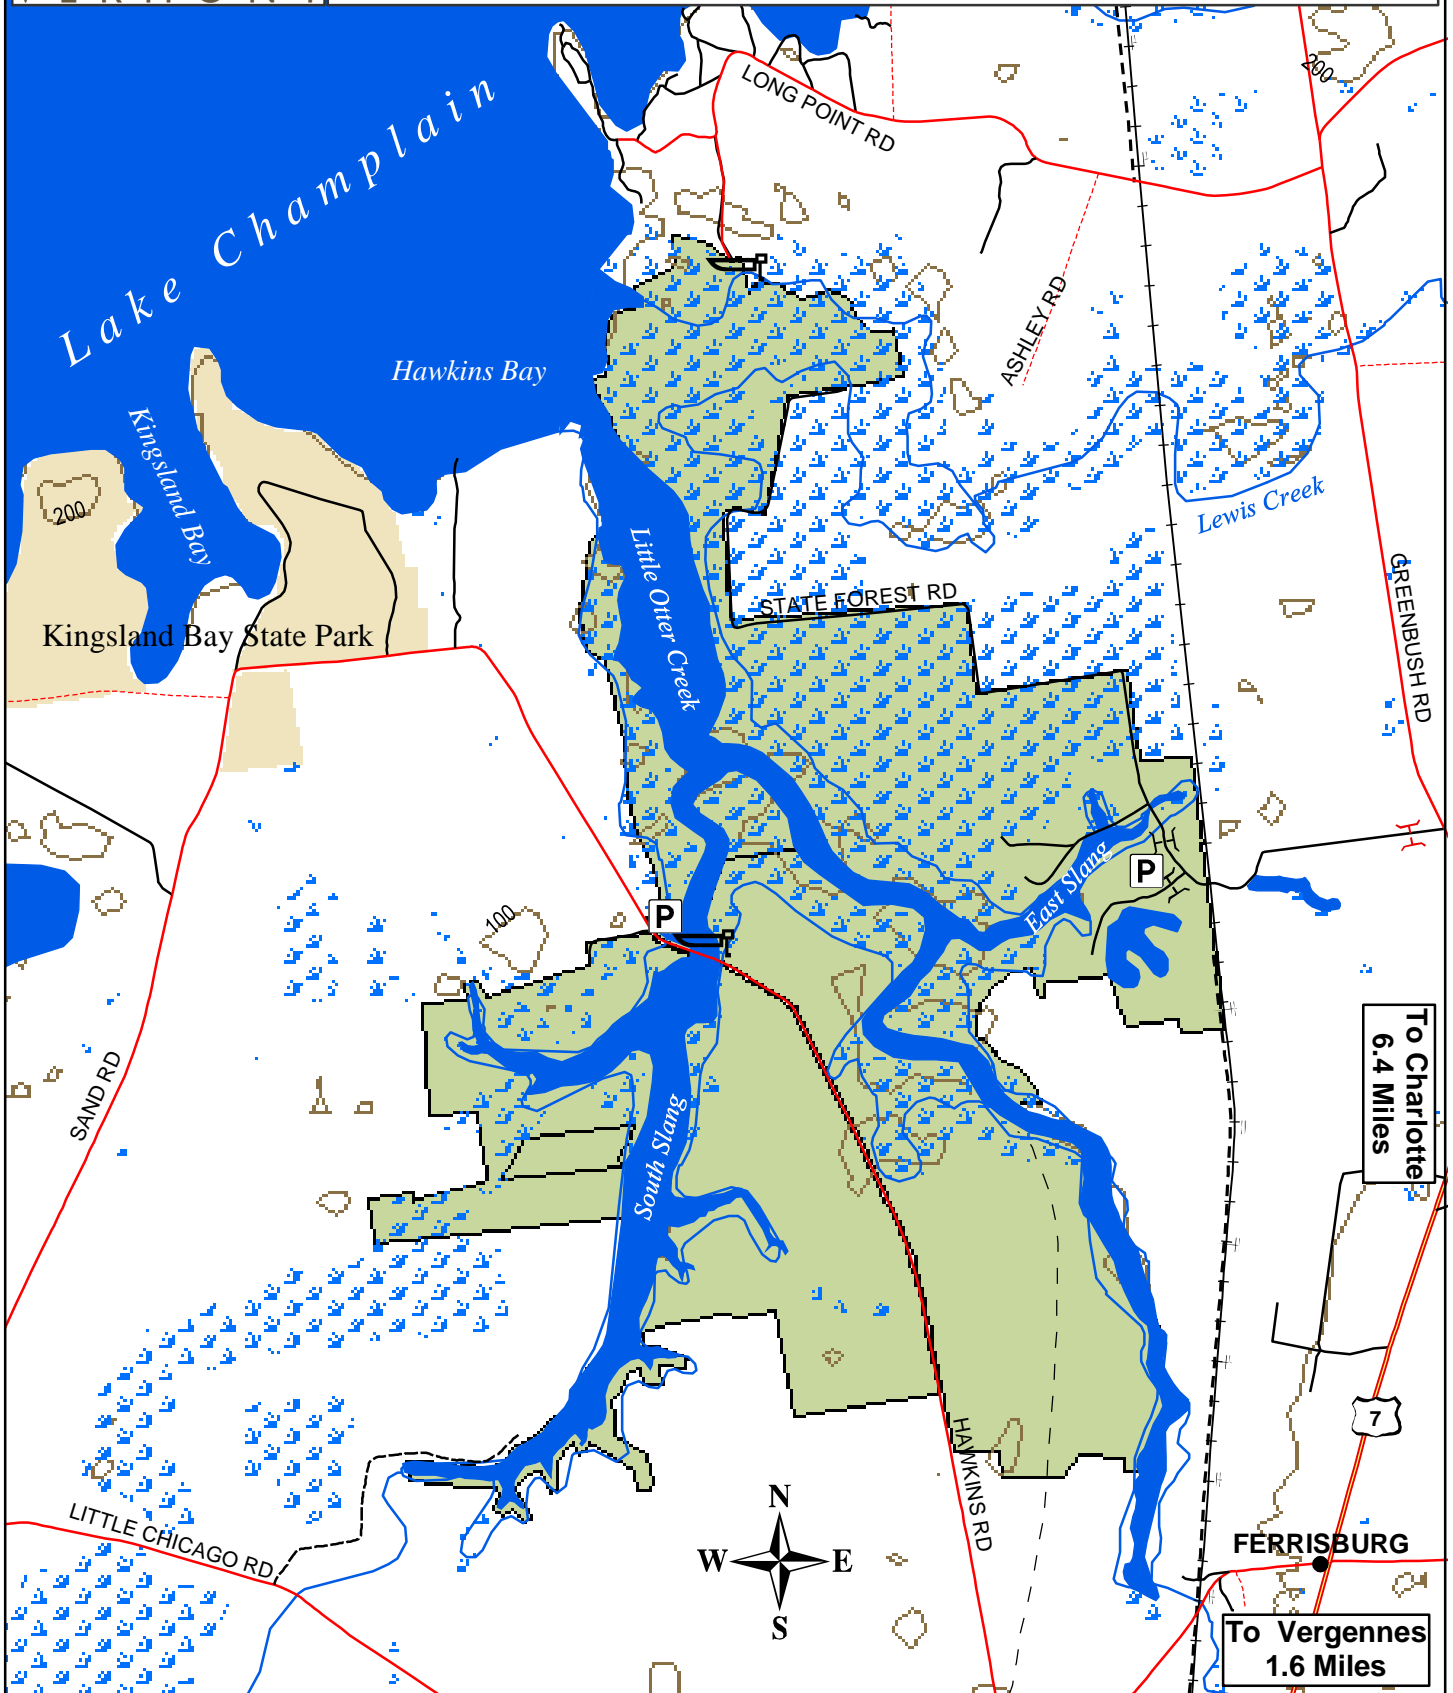 LONG POINT RD
200
Lake Champlain
ASHLEY RD
Hawkins Bay
Kingsland Bay
200
Lewis Creek
Little Otter Creek
STATE FOREST RD
GREENBUSH RD
Kingsland Bay State Park
East Slang
P
P
100
To Charlotte
6.4 Miles
SAND RD
South Slang
7
HAWKINS RD
LITTLE CHICAGO RD
N
W
E
S
FERRISBURG
To Vergennes
1.6 Miles